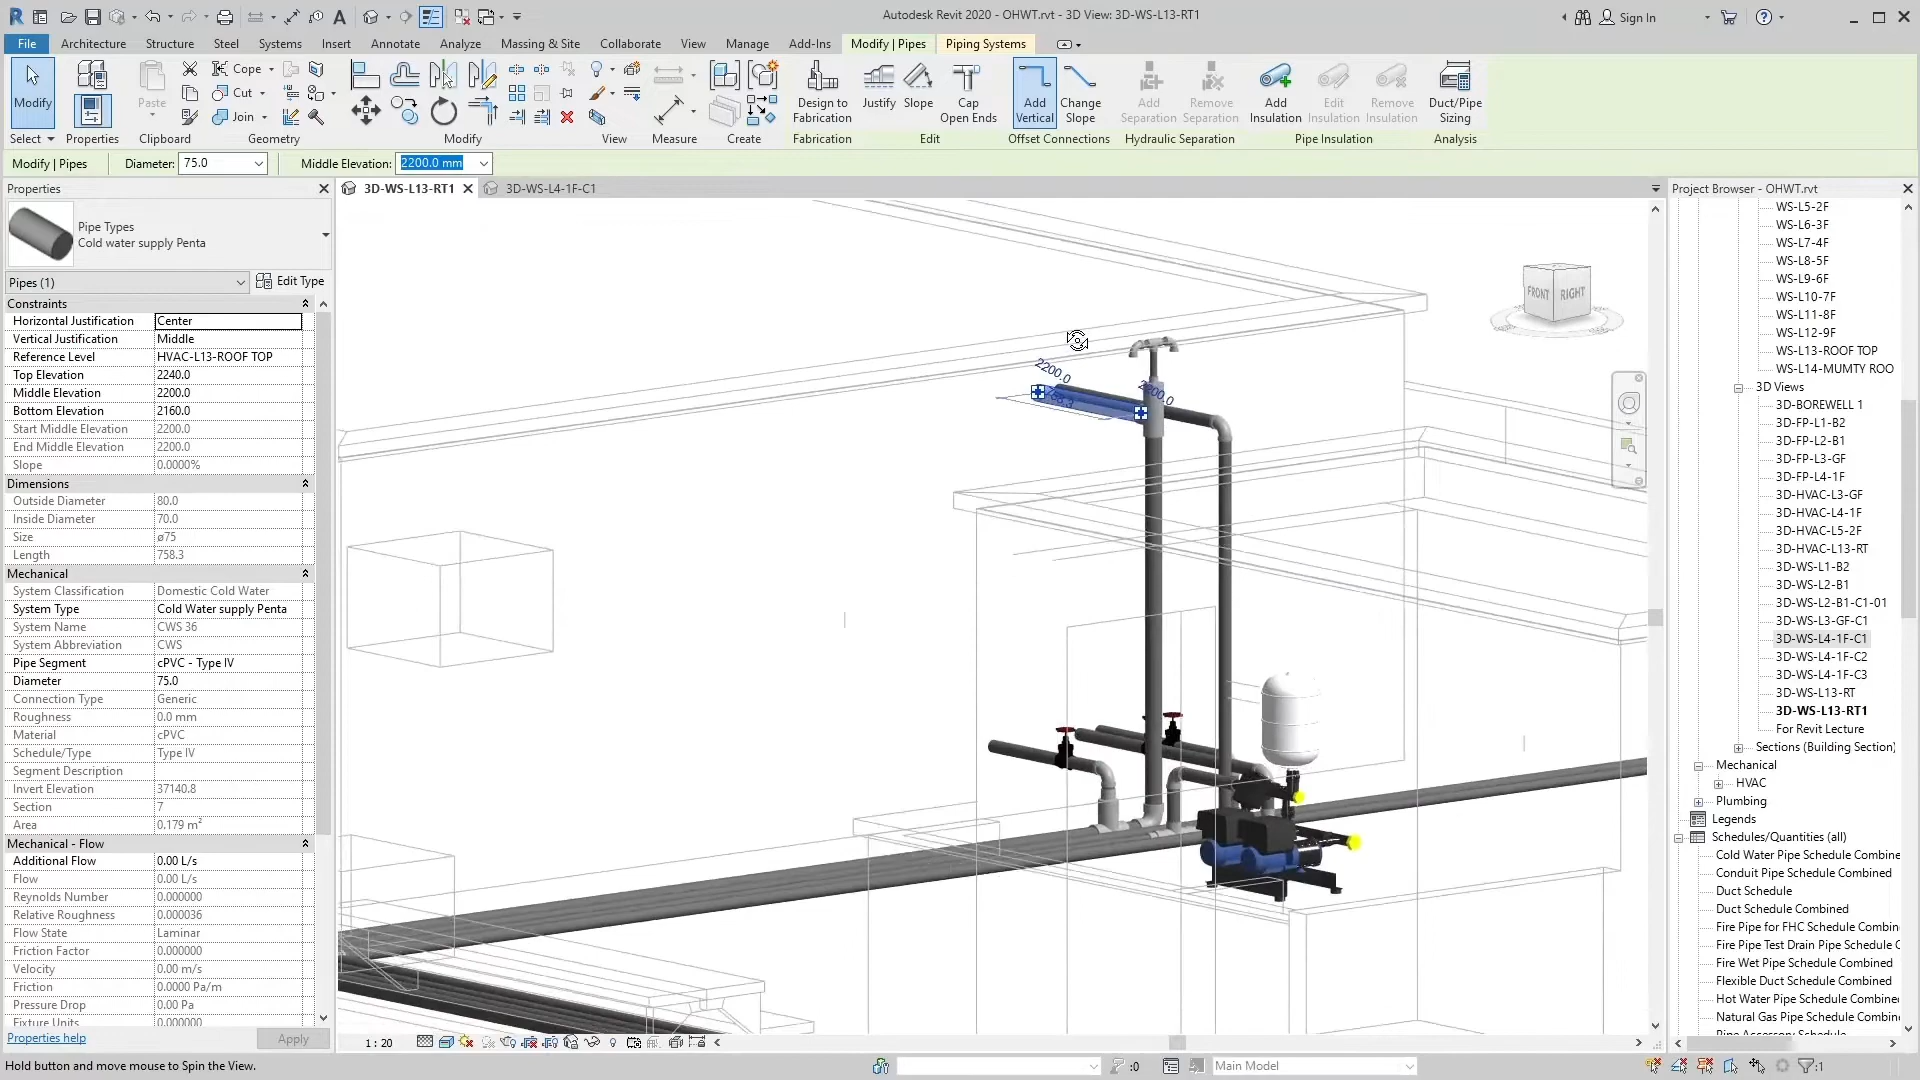 Autodesk Revit 2020 - OHWT.rvt - 3D View: 3D-WS-L13-RT1
Sign In
File Architecture Structure Steel Systems Insert Annotate Analyze Massing & Site Collaborate View Manage Add-Ins Modify | Pipes Piping Systems
Modify
Paste
Cope
Cut
Join
Design to Fabrication
Justify
Slope
Cap Open Ends
Add Vertical
Change Slope
Add Separation
Remove Separation
Add Insulation
Edit Insulation
Remove Insulation
Duct/Pipe Sizing
Select Properties Clipboard Geometry Modify View Measure Create Fabrication Edit Offset Connections Hydraulic Separation Pipe Insulation Analysis
Modify | Pipes Diameter: 75.0 Middle Elevation: 2200.0 mm
Properties
3D-WS-L13-RT1
3D-WS-L4-1F-C1
Project Browser - OHWT.rvt
Pipe Types
Cold water supply Penta
Pipes (1)
Edit Type
Constraints
Horizontal Justification Center
Vertical Justification Middle
Reference Level HVAC-L13-ROOF TOP
Top Elevation 2240.0
Middle Elevation 2200.0
Bottom Elevation 2160.0
Start Middle Elevation 2200.0
End Middle Elevation 2200.0
Slope 0.0000%
Dimensions
Outside Diameter 80.0
Inside Diameter 70.0
Size ø75
Length 758.3
Mechanical
System Classification Domestic Cold Water
System Type Cold Water supply Penta
System Name CWS 36
System Abbreviation CWS
Pipe Segment cPVC - Type IV
Diameter 75.0
Connection Type Generic
Roughness 0.0 mm
Material cPVC
Schedule/Type Type IV
Segment Description
Invert Elevation 37140.8
Section 7
Area 0.179 m²
Mechanical - Flow
Additional Flow 0.00 L/s
Flow 0.00 L/s
Reynolds Number 0.000000
Relative Roughness 0.000036
Flow State Laminar
Friction Factor 0.000000
Velocity 0.00 m/s
Friction 0.0000 Pa/m
Pressure Drop 0.00 Pa
Fixture Units 0.000000
Properties help
Apply
2200.0
758.3
2200.0
FRONT
RIGHT
WS-L5-2F
WS-L6-3F
WS-L7-4F
WS-L8-5F
WS-L9-6F
WS-L10-7F
WS-L11-8F
WS-L12-9F
WS-L13-ROOF TOP
WS-L14-MUMTY ROO
3D Views
3D-BOREWELL 1
3D-FP-L1-B2
3D-FP-L2-B1
3D-FP-L3-GF
3D-FP-L4-1F
3D-HVAC-L3-GF
3D-HVAC-L4-1F
3D-HVAC-L5-2F
3D-HVAC-L13-RT
3D-WS-L1-B2
3D-WS-L2-B1
3D-WS-L2-B1-C1-01
3D-WS-L3-GF-C1
3D-WS-L4-1F-C1
3D-WS-L4-1F-C2
3D-WS-L4-1F-C3
3D-WS-L13-RT
3D-WS-L13-RT1
For Revit Lecture
Sections (Building Section)
Mechanical
HVAC
Plumbing
Legends
Schedules/Quantities (all)
Cold Water Pipe Schedule Combine
Conduit Pipe Schedule Combined
Duct Schedule
Duct Schedule Combined
Fire Pipe for FHC Schedule Combin
Fire Pipe Test Drain Pipe Schedule C
Fire Wet Pipe Schedule Combined
Flexible Duct Schedule Combined
Hot Water Pipe Schedule Combine
Natural Gas Pipe Schedule Combin
Pipe Accessory Schedule
1 : 20
Hold button and move mouse to Spin the View.
:0
Main Model
:1